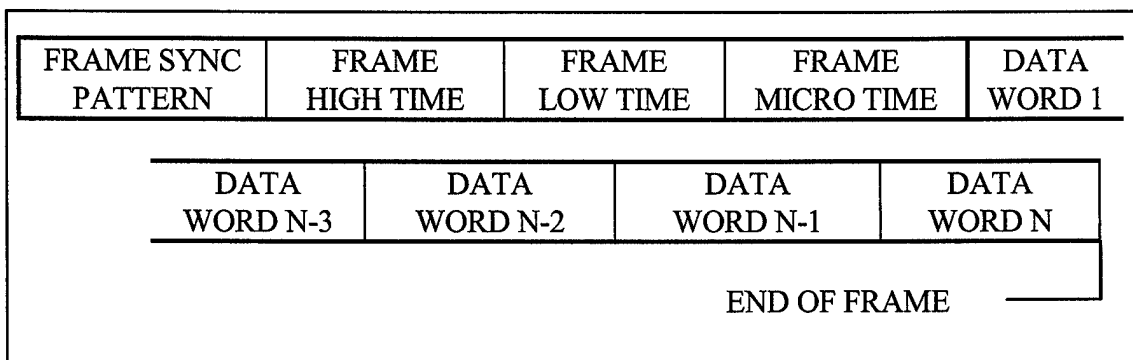 FRAME SYNC PATTERN
FRAME HIGH TIME
FRAME LOW TIME
FRAME MICRO TIME
DATA WORD 1
DATA WORD N-3
DATA WORD N-2
DATA WORD N-1
DATA WORD N
END OF FRAME